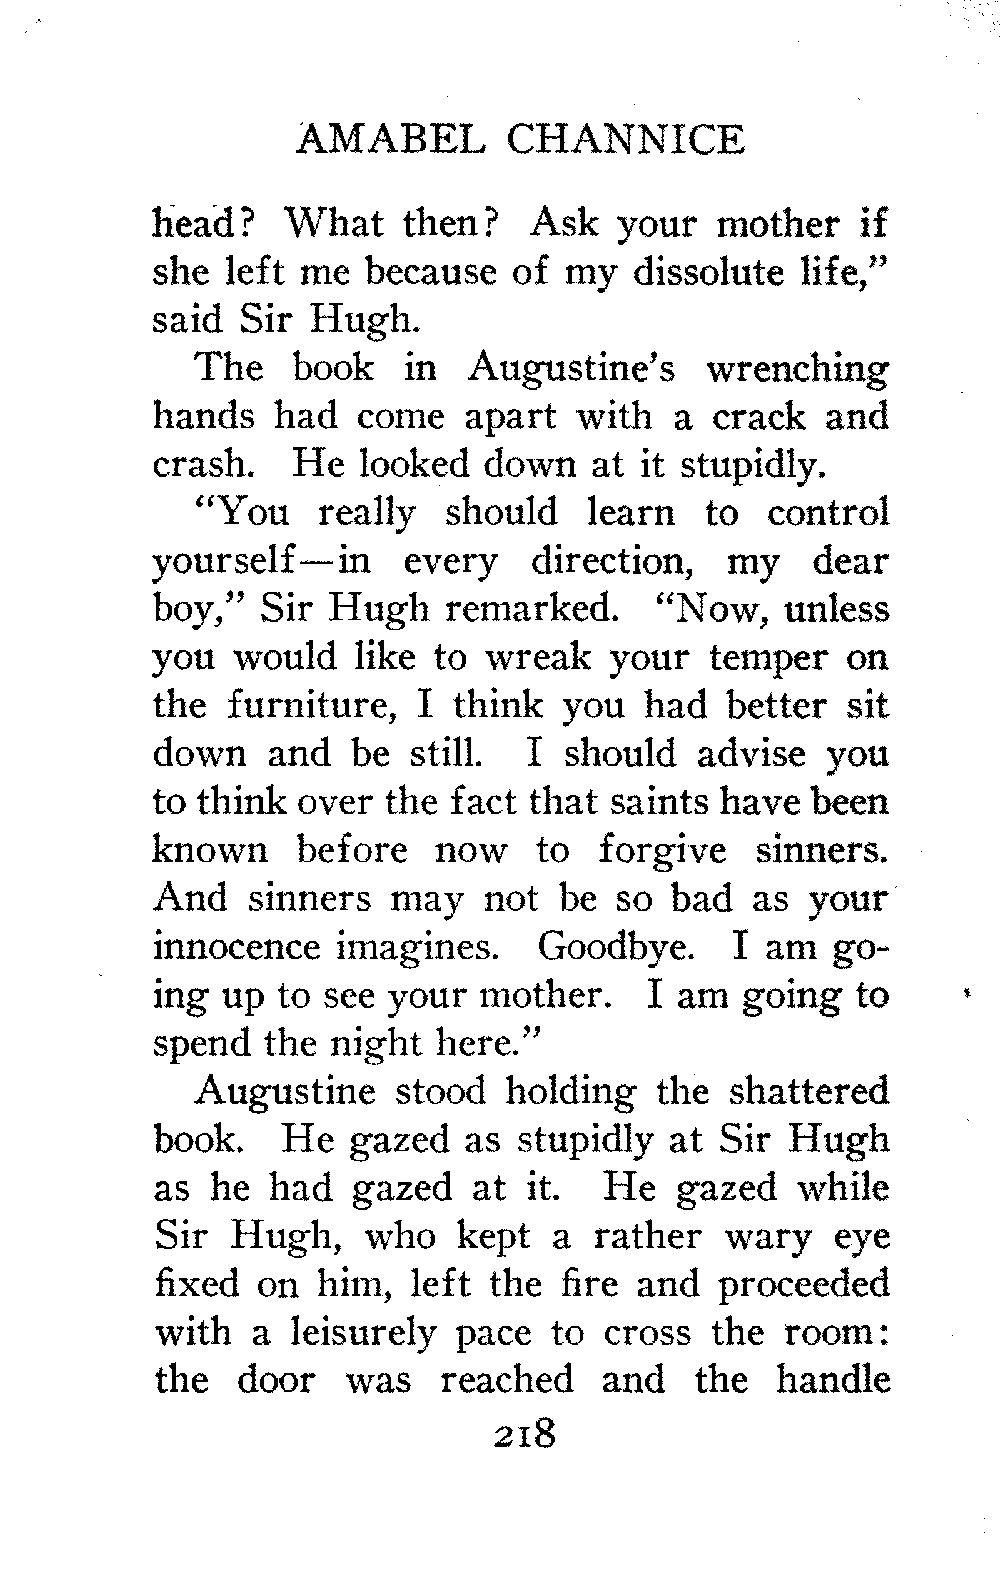 AMABEL CHANNICE
head? What then? Ask your mother if
she left me because of my dissolute life,”
said Sir Hugh.
The book in Augustine’s wrenching
hands had come apart with a crack and
crash. He looked down at it stupidly.
“You really should learn to control
yourself—in every direction, my dear
boy,” Sir Hugh remarked. “Now, unless
you would like to wreak your temper on
the furniture, I think you had better sit
down and be still. I should advise you
to think over the fact that saints have been
known before now to forgive sinners.
And sinners may not be so bad as your
innocence imagines. Goodbye. I am go-
ing up to see your mother. I am going to
spend the night here.”
Augustine stood holding the shattered
book. He gazed as stupidly at Sir Hugh
as he had gazed at it. He gazed while
Sir Hugh, who kept a rather wary eye
fixed on him, left the fire and proceeded
with a leisurely pace to cross the room:
the door was reached and the handle
218